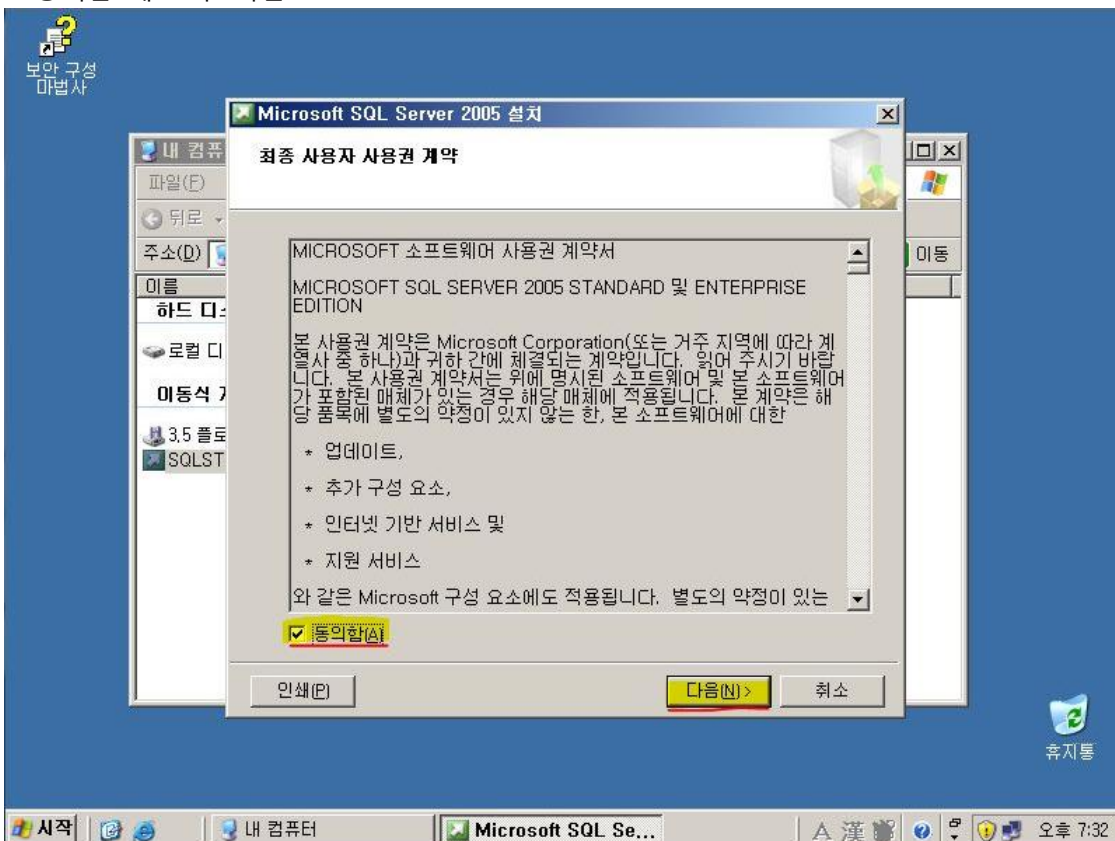 보안 구성
마법사
Microsoft SQL Server 2005 설치
최종 사용자 사용권 계약
내 컴퓨
파일(F)
뒤로
주소(D)
이동
이름
하드 디
로컬 디
이동식
3.5 플로
SQLST
MICROSOFT 소프트웨어 사용권 계약서
MICROSOFT SQL SERVER 2005 STANDARD 및 ENTERPRISE
EDITION
본 사용권 계약은 Microsoft Corporation(또는 거주 지역에 따라 계
열사 중 하나)과 귀하 간에 체결되는 계약입니다. 읽어 주시기 바랍
니다. 본 사용권 계약서는 위에 명시된 소프트웨어 및 본 소프트웨어
가 포함된 매체가 있는 경우 해당 매체에 적용됩니다. 본 계약은 해
당 품목에 별도의 약정이 있지 않는 한, 본 소프트웨어에 대한
* 업데이트,
* 추가 구성 요소,
* 인터넷 기반 서비스 및
* 지원 서비스
와 같은 Microsoft 구성 요소에도 적용됩니다. 별도의 약정이 있는
동의함(A)
인쇄(P)
다음(N) >
취소
휴지통
시작
내 컴퓨터
Microsoft SQL Se...
A 漢
오후 7:32